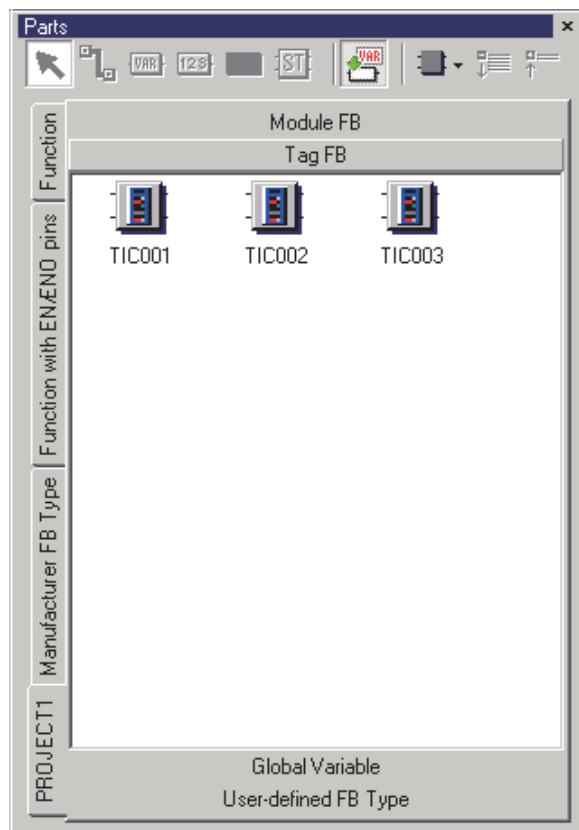 Parts
VAR 123 ST VAR
Module FB
Tag FB
TIC001 TIC002 TIC003
Function
Function with EN/ENO pins
Manufacturer FB Type
PROJECT1
Global Variable
User-defined FB Type